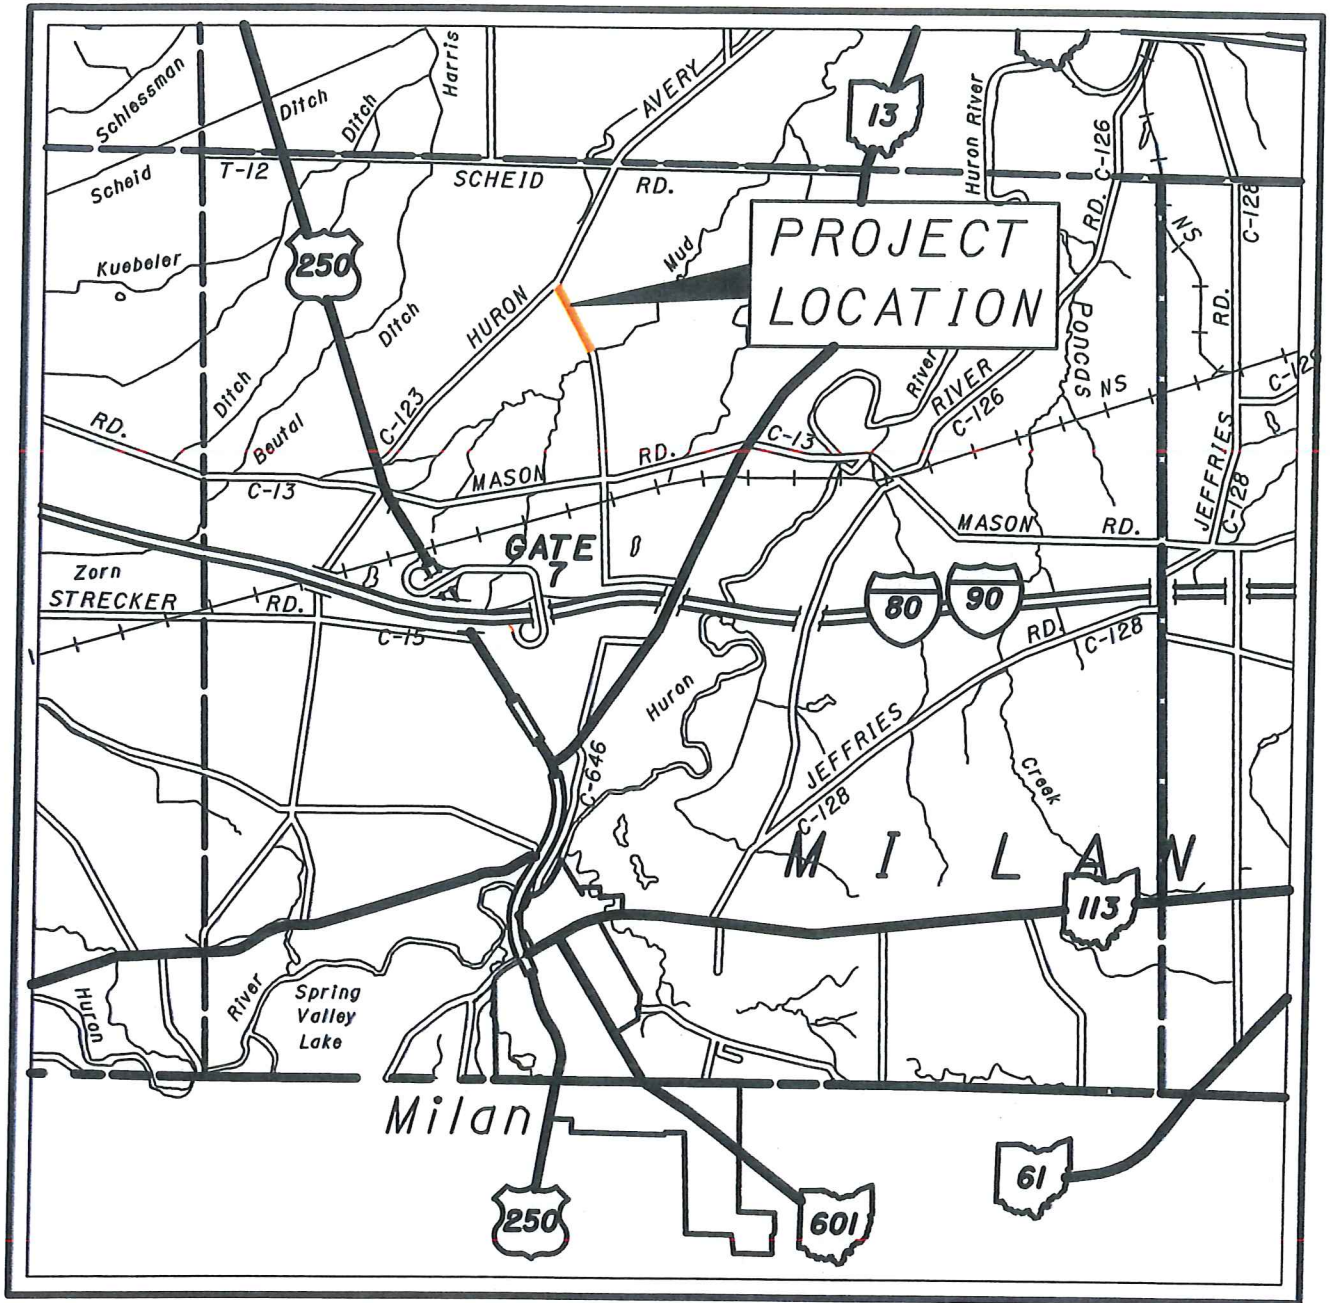 Schlessman
Ditch
Ditch
Harris
AVERY
13
Huron River
C-126
Scheid
T-12
SCHEID
RD.
RD.
C-128
NS
Kuebeler
250
Mud
PROJECT
LOCATION
HURON
Ditch
RD.
Poncas
Ditch
Beutal
C-123
River
RIVER
C-126
NS
C-129
RD.
C-13
MASON
RD.
C-13
JEFFRIES
C-128
MASON
RD.
GATE
7
Zorn
STRECKER
RD.
C-15
80
90
RD.
C-128
Huron
C-646
JEFFRIES
C-128
Creek
MILAN
113
Huron
River
Spring
Valley
Lake
Milan
250
601
61